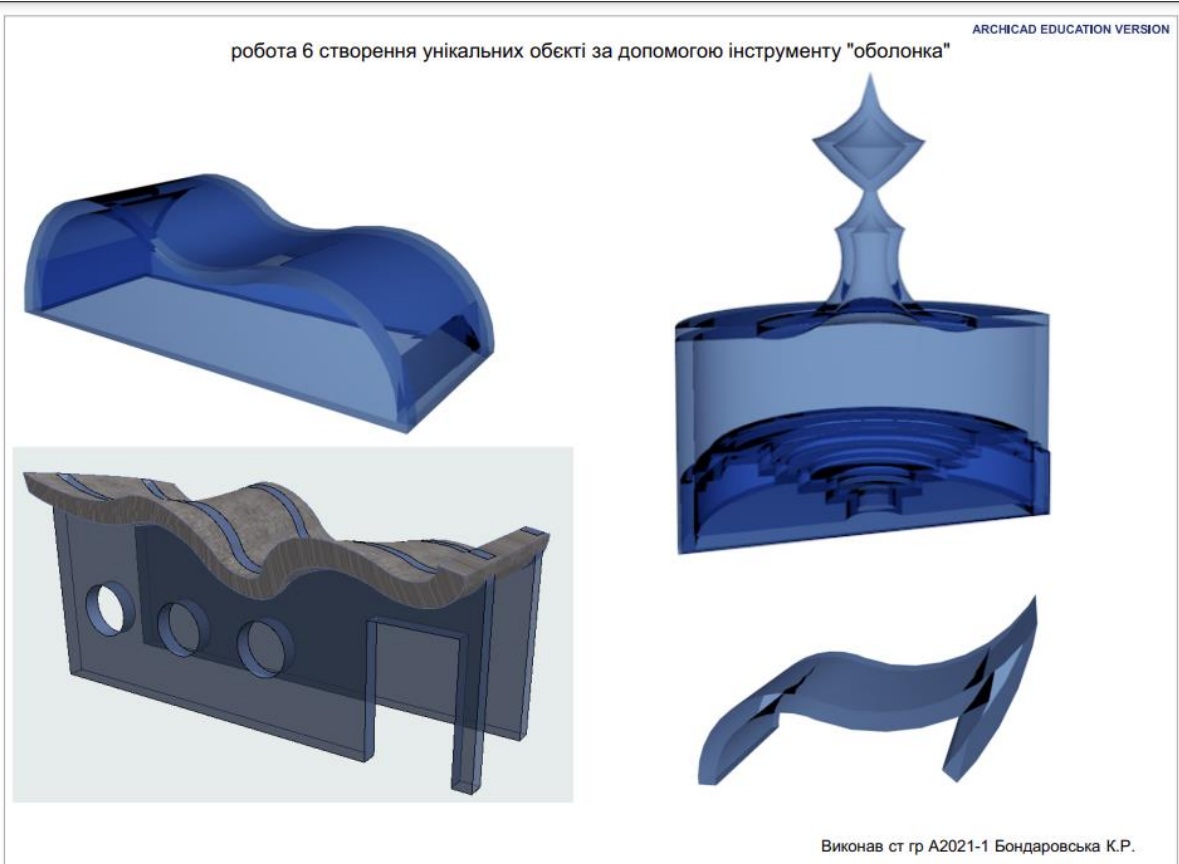 ARCHICAD EDUCATION VERSION
робота 6 створення унікальних обєкті за допомогою інструменту "оболонка"
Виконав ст гр А2021-1 Бондаровська К.Р.